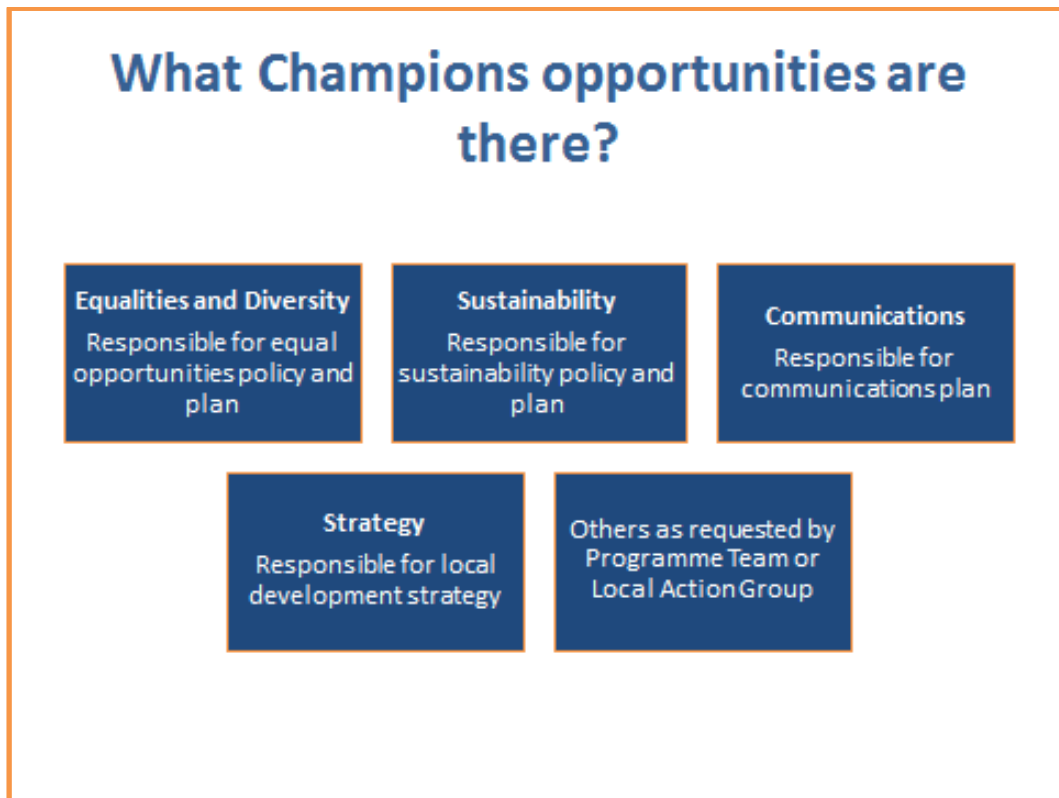 What Champions opportunities are
there?
Equalities and Diversity
Responsible for equal
opportunities policy and
plan
Sustainability
Responsible for
sustainability policy and
plan
Communications
Responsible for
communications plan
Strategy
Responsible for local
development strategy
Others as requested by
Programme Team or
Local Action Group